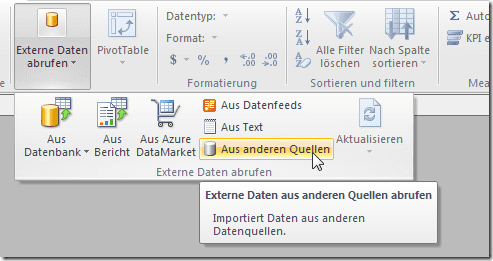 Externe Daten
abrufen
PivotTable
Datentyp:
Format:
$ % , ,00 ,00
Formatierung
Alle Filter
löschen
Nach Spalte
sortieren
Sortieren und filtern
Σ Auto
KPI e
Mea
Aus
Datenbank
Aus
Bericht
Aus Azure
DataMarket
Aus Datenfeeds
Aus Text
Aus anderen Quellen
Aktualisieren
Externe Daten abrufen
Externe Daten aus anderen Quellen abrufen
Importiert Daten aus anderen
Datenquellen.